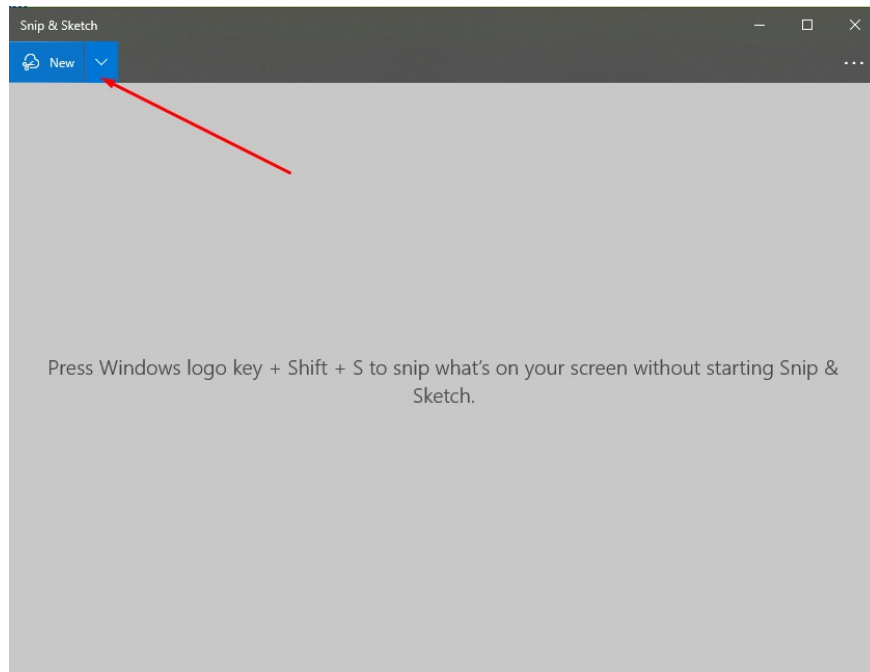 Snip & Sketch
New
Press Windows logo key + Shift + S to snip what's on your screen without starting Snip &
Sketch.